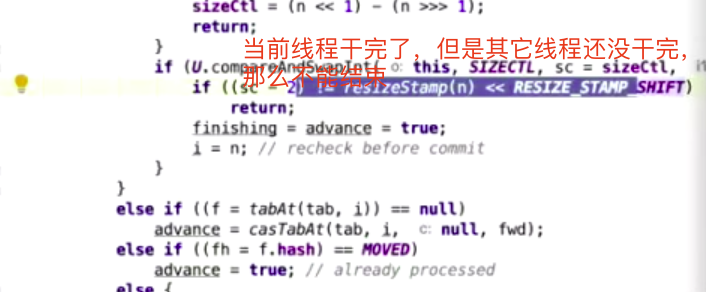 sizeCtl = (n << 1) - (n >>> 1);
return;
}
当前线程干完了，但是其它线程还没干完，
if (U.compareAndSwapInt( o: this, SIZECTL, sc = sizeCtl,
那么不能结束
if ((sc - 2) != resizeStamp(n) << RESIZE_STAMP_SHIFT)
return;
finishing = advance = true;
i = n; // recheck before commit
}
}
else if ((f = tabAt(tab, i)) == null)
advance = casTabAt(tab, i, c: null, fwd);
else if ((fh = f.hash) == MOVED)
advance = true; // already processed
else {